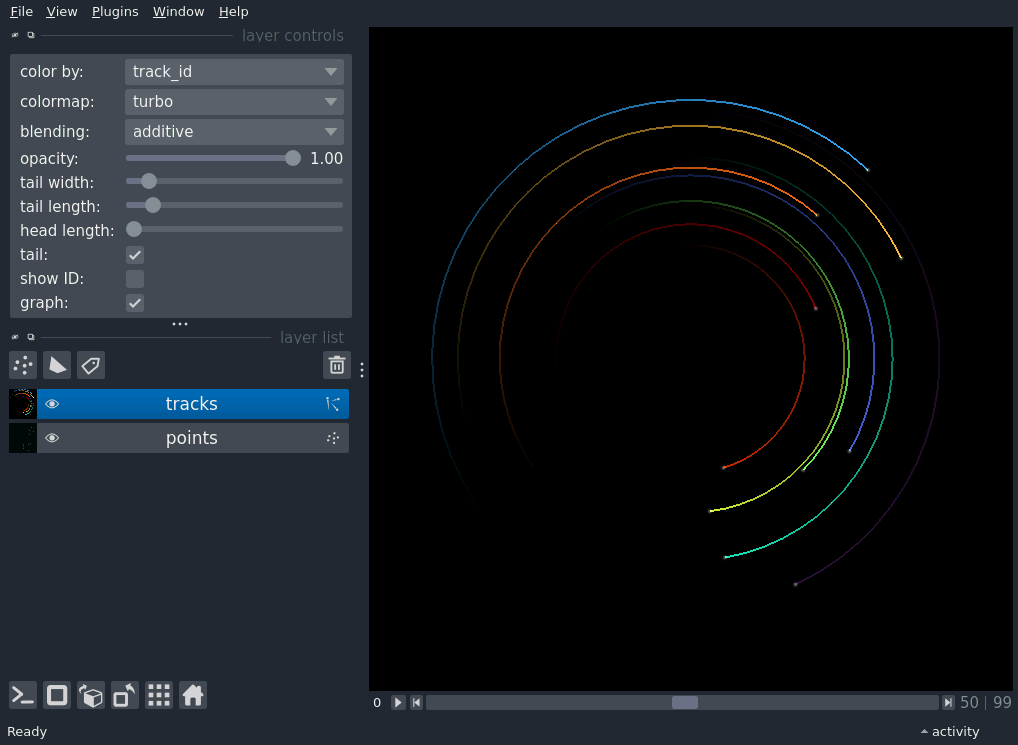 File View Plugins Window Help
layer controls
color by: track_id
colormap: turbo
blending: additive
opacity: 1.00
tail width:
tail length:
head length:
tail:
show ID:
graph:
layer list
tracks
points
0 50 | 99
Ready activity